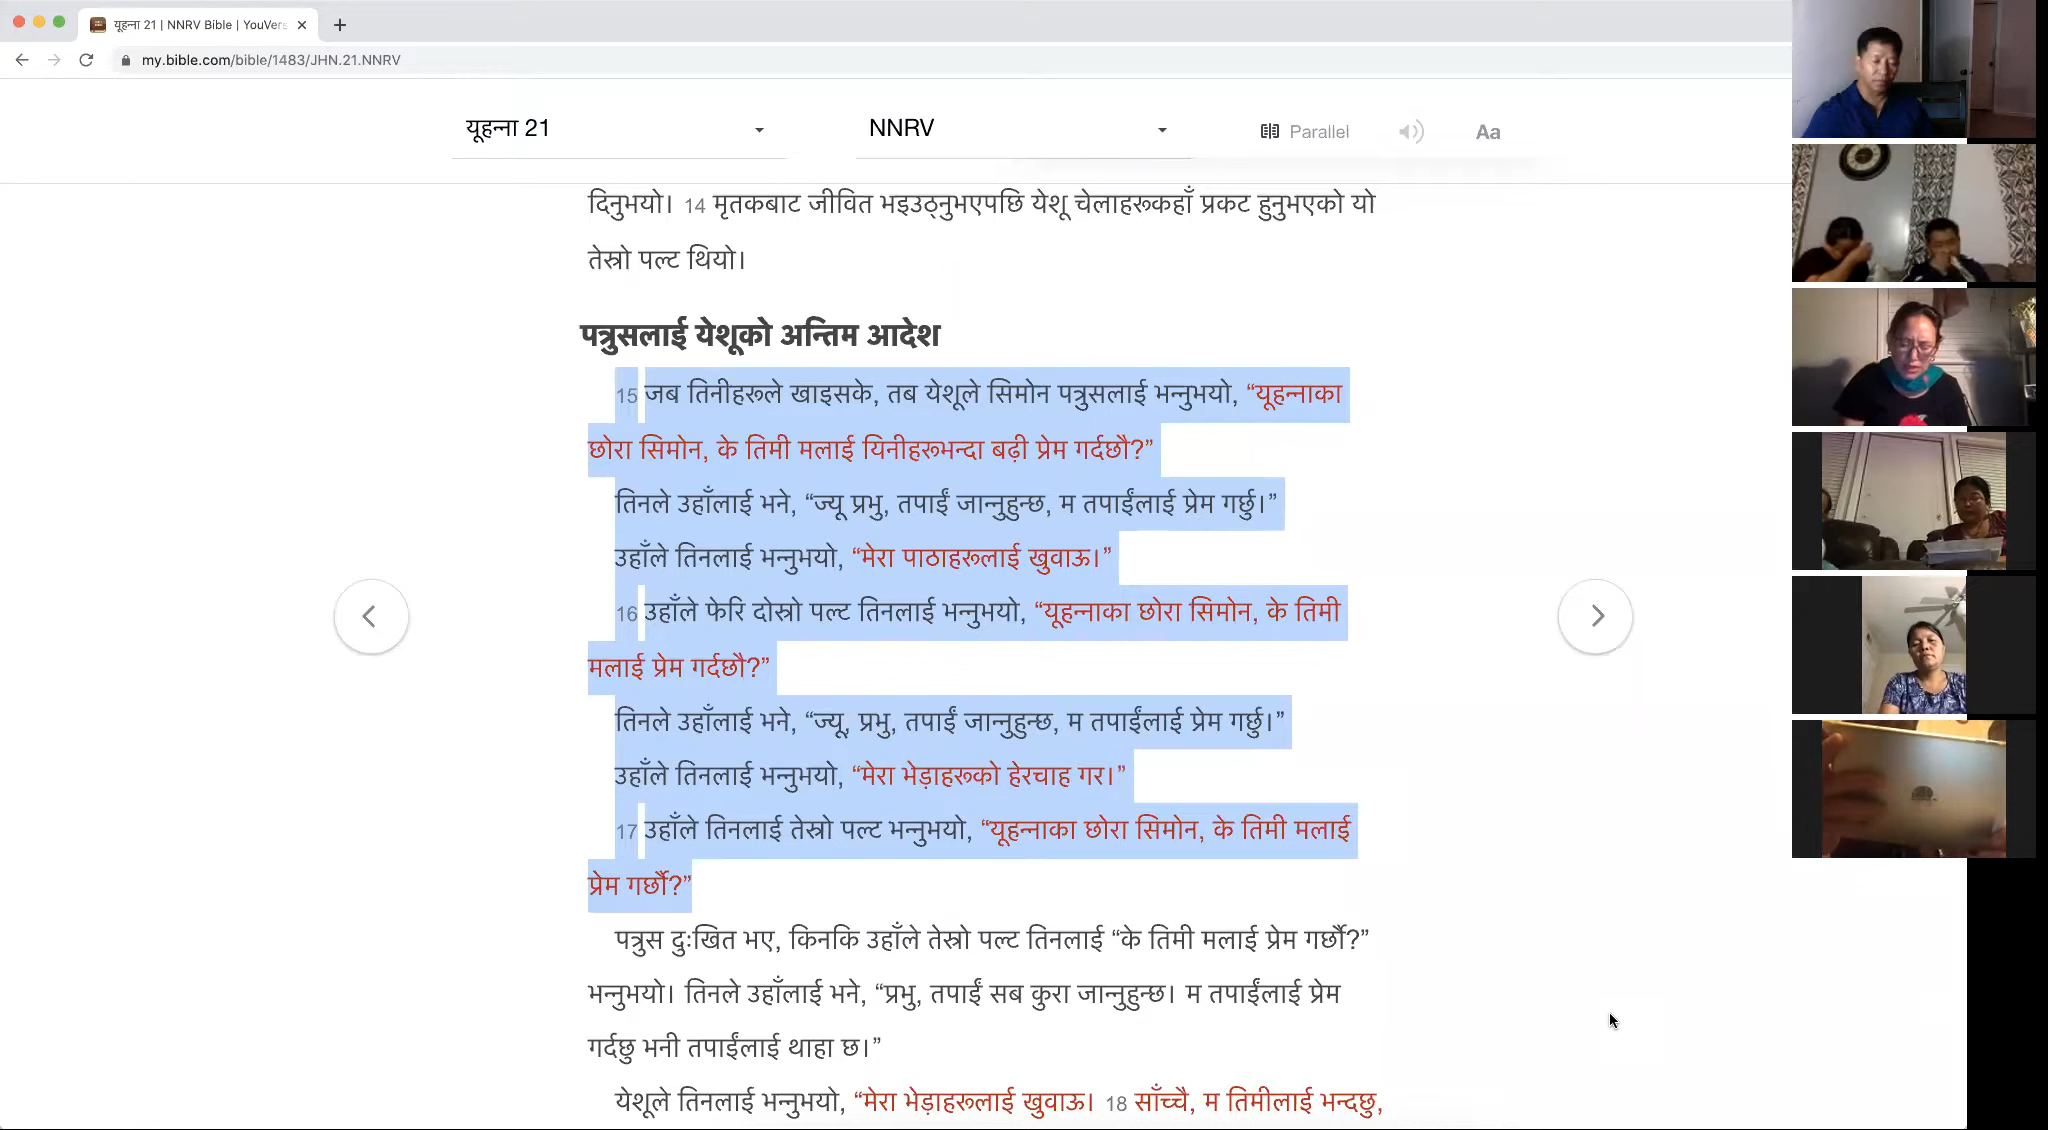 यूहन्ना 21 | NNRV Bible | YouVers
my.bible.com/bible/1483/JHN.21.NNRV
यूहन्ना 21 NNRV Parallel Aa
दिनुभयो। 14 मृतकबाट जीवित भइउठ्नुभएपछि येशू चेलाहरूकहाँ प्रकट हुनुभएको यो
तेस्रो पल्ट थियो।
पत्रुसलाई येशूको अन्तिम आदेश
15 जब तिनीहरूले खाइसके, तब येशूले सिमोन पत्रुसलाई भन्नुभयो, “यूहन्नाका
छोरा सिमोन, के तिमी मलाई यिनीहरूभन्दा बढ़ी प्रेम गर्दछौ?”
तिनले उहाँलाई भने, “ज्यू प्रभु, तपाईं जान्नुहुन्छ, म तपाईंलाई प्रेम गर्छु।”
उहाँले तिनलाई भन्नुभयो, “मेरा पाठाहरूलाई खुवाऊ।”
16 उहाँले फेरि दोस्रो पल्ट तिनलाई भन्नुभयो, “यूहन्नाका छोरा सिमोन, के तिमी
मलाई प्रेम गर्दछौ?”
तिनले उहाँलाई भने, “ज्यू, प्रभु, तपाईं जान्नुहुन्छ, म तपाईंलाई प्रेम गर्छु।”
उहाँले तिनलाई भन्नुभयो, “मेरा भेड़ाहरूको हेरचाह गर।”
17 उहाँले तिनलाई तेस्रो पल्ट भन्नुभयो, “यूहन्नाका छोरा सिमोन, के तिमी मलाई
प्रेम गर्छौ?”
पत्रुस दुःखित भए, किनकि उहाँले तेस्रो पल्ट तिनलाई “के तिमी मलाई प्रेम गर्छौ?”
भन्नुभयो। तिनले उहाँलाई भने, “प्रभु, तपाईं सब कुरा जान्नुहुन्छ। म तपाईंलाई प्रेम
गर्दछु भनी तपाईंलाई थाहा छ।”
येशूले तिनलाई भन्नुभयो, “मेरा भेड़ाहरूलाई खुवाऊ। 18 साँच्चै, म तिमीलाई भन्दछु,